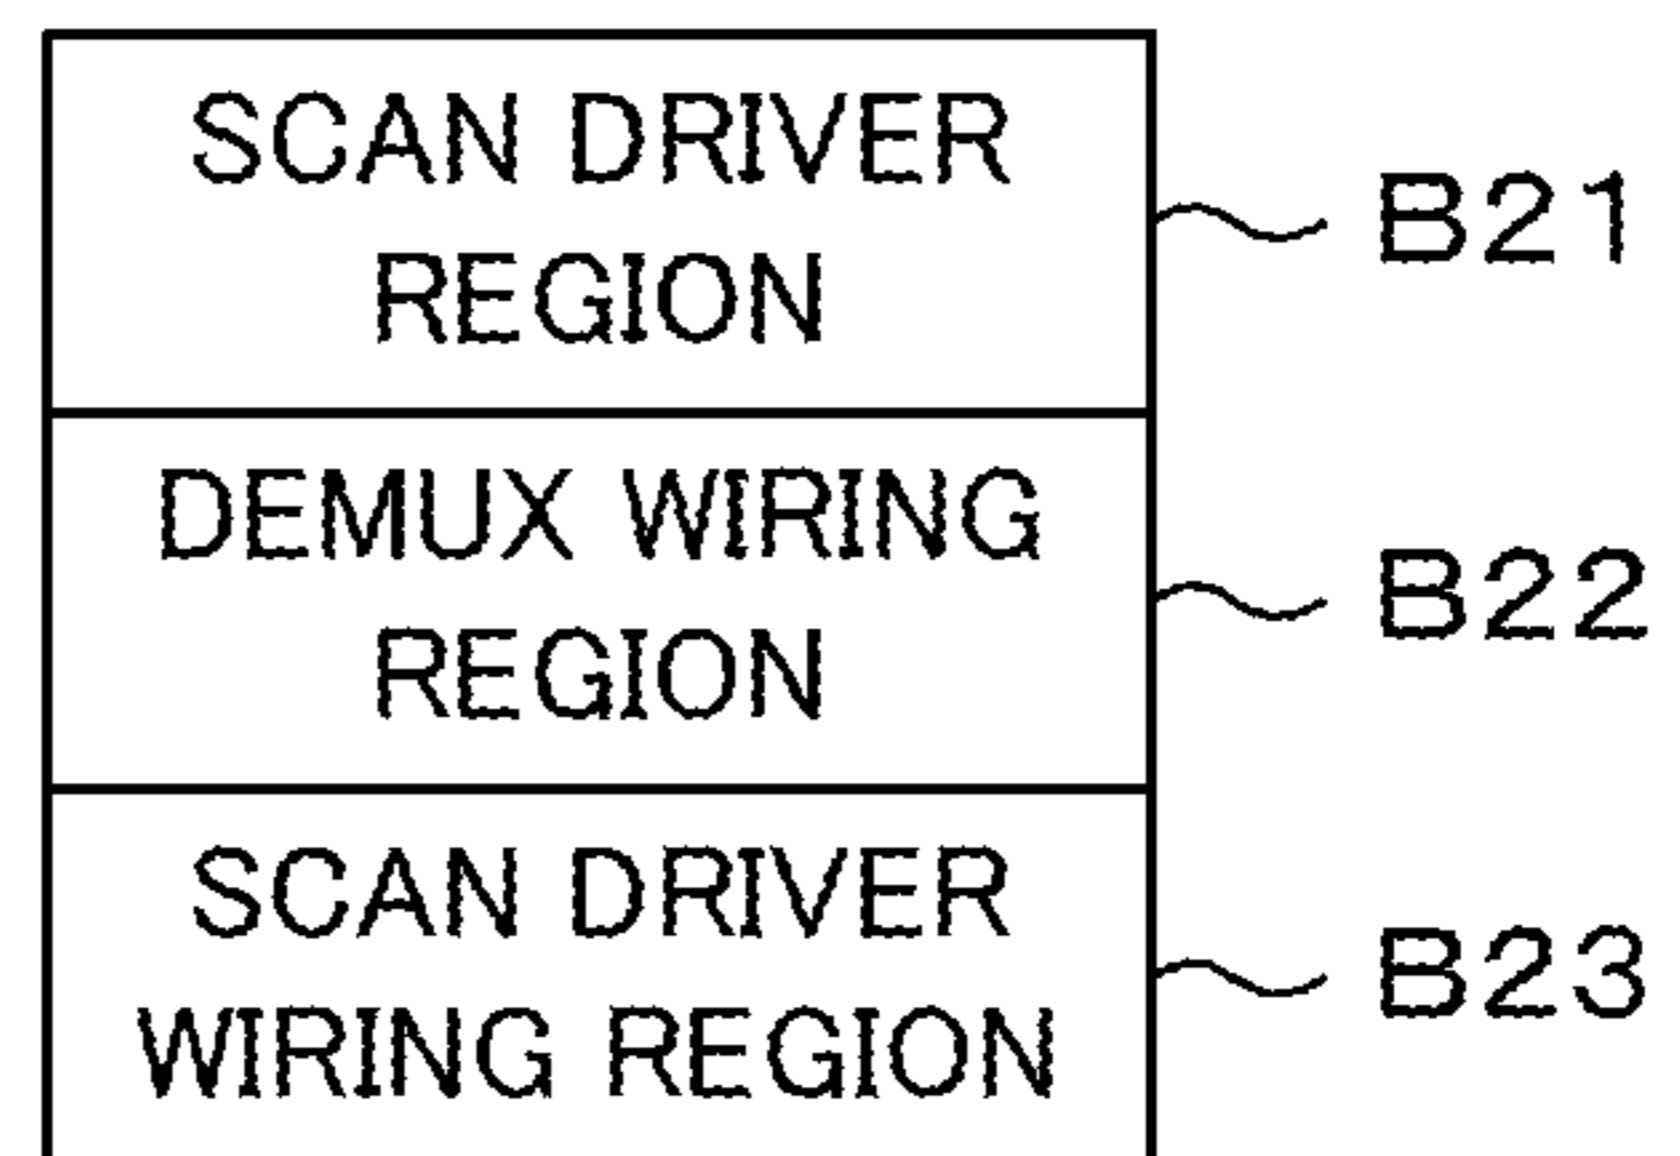 SCAN DRIVER
REGION
B21
DEMUX WIRING
REGION
B22
SCAN DRIVER
WIRING REGION
B23